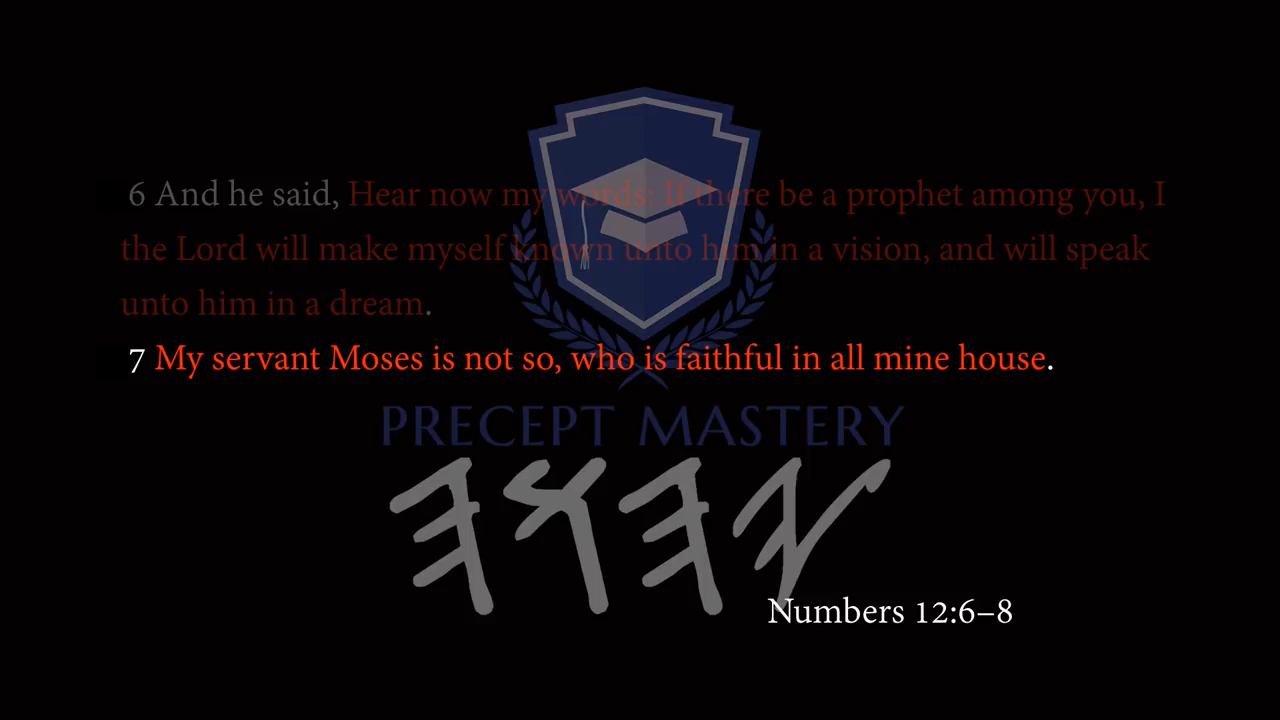 6 And he said, Hear now my words: If there be a prophet among you, I
the Lord will make myself known unto him in a vision, and will speak
unto him in a dream.
7 My servant Moses is not so, who is faithful in all mine house.
PRECEPT MASTERY
𐤉𐤄𐤅𐤄
Numbers 12:6–8